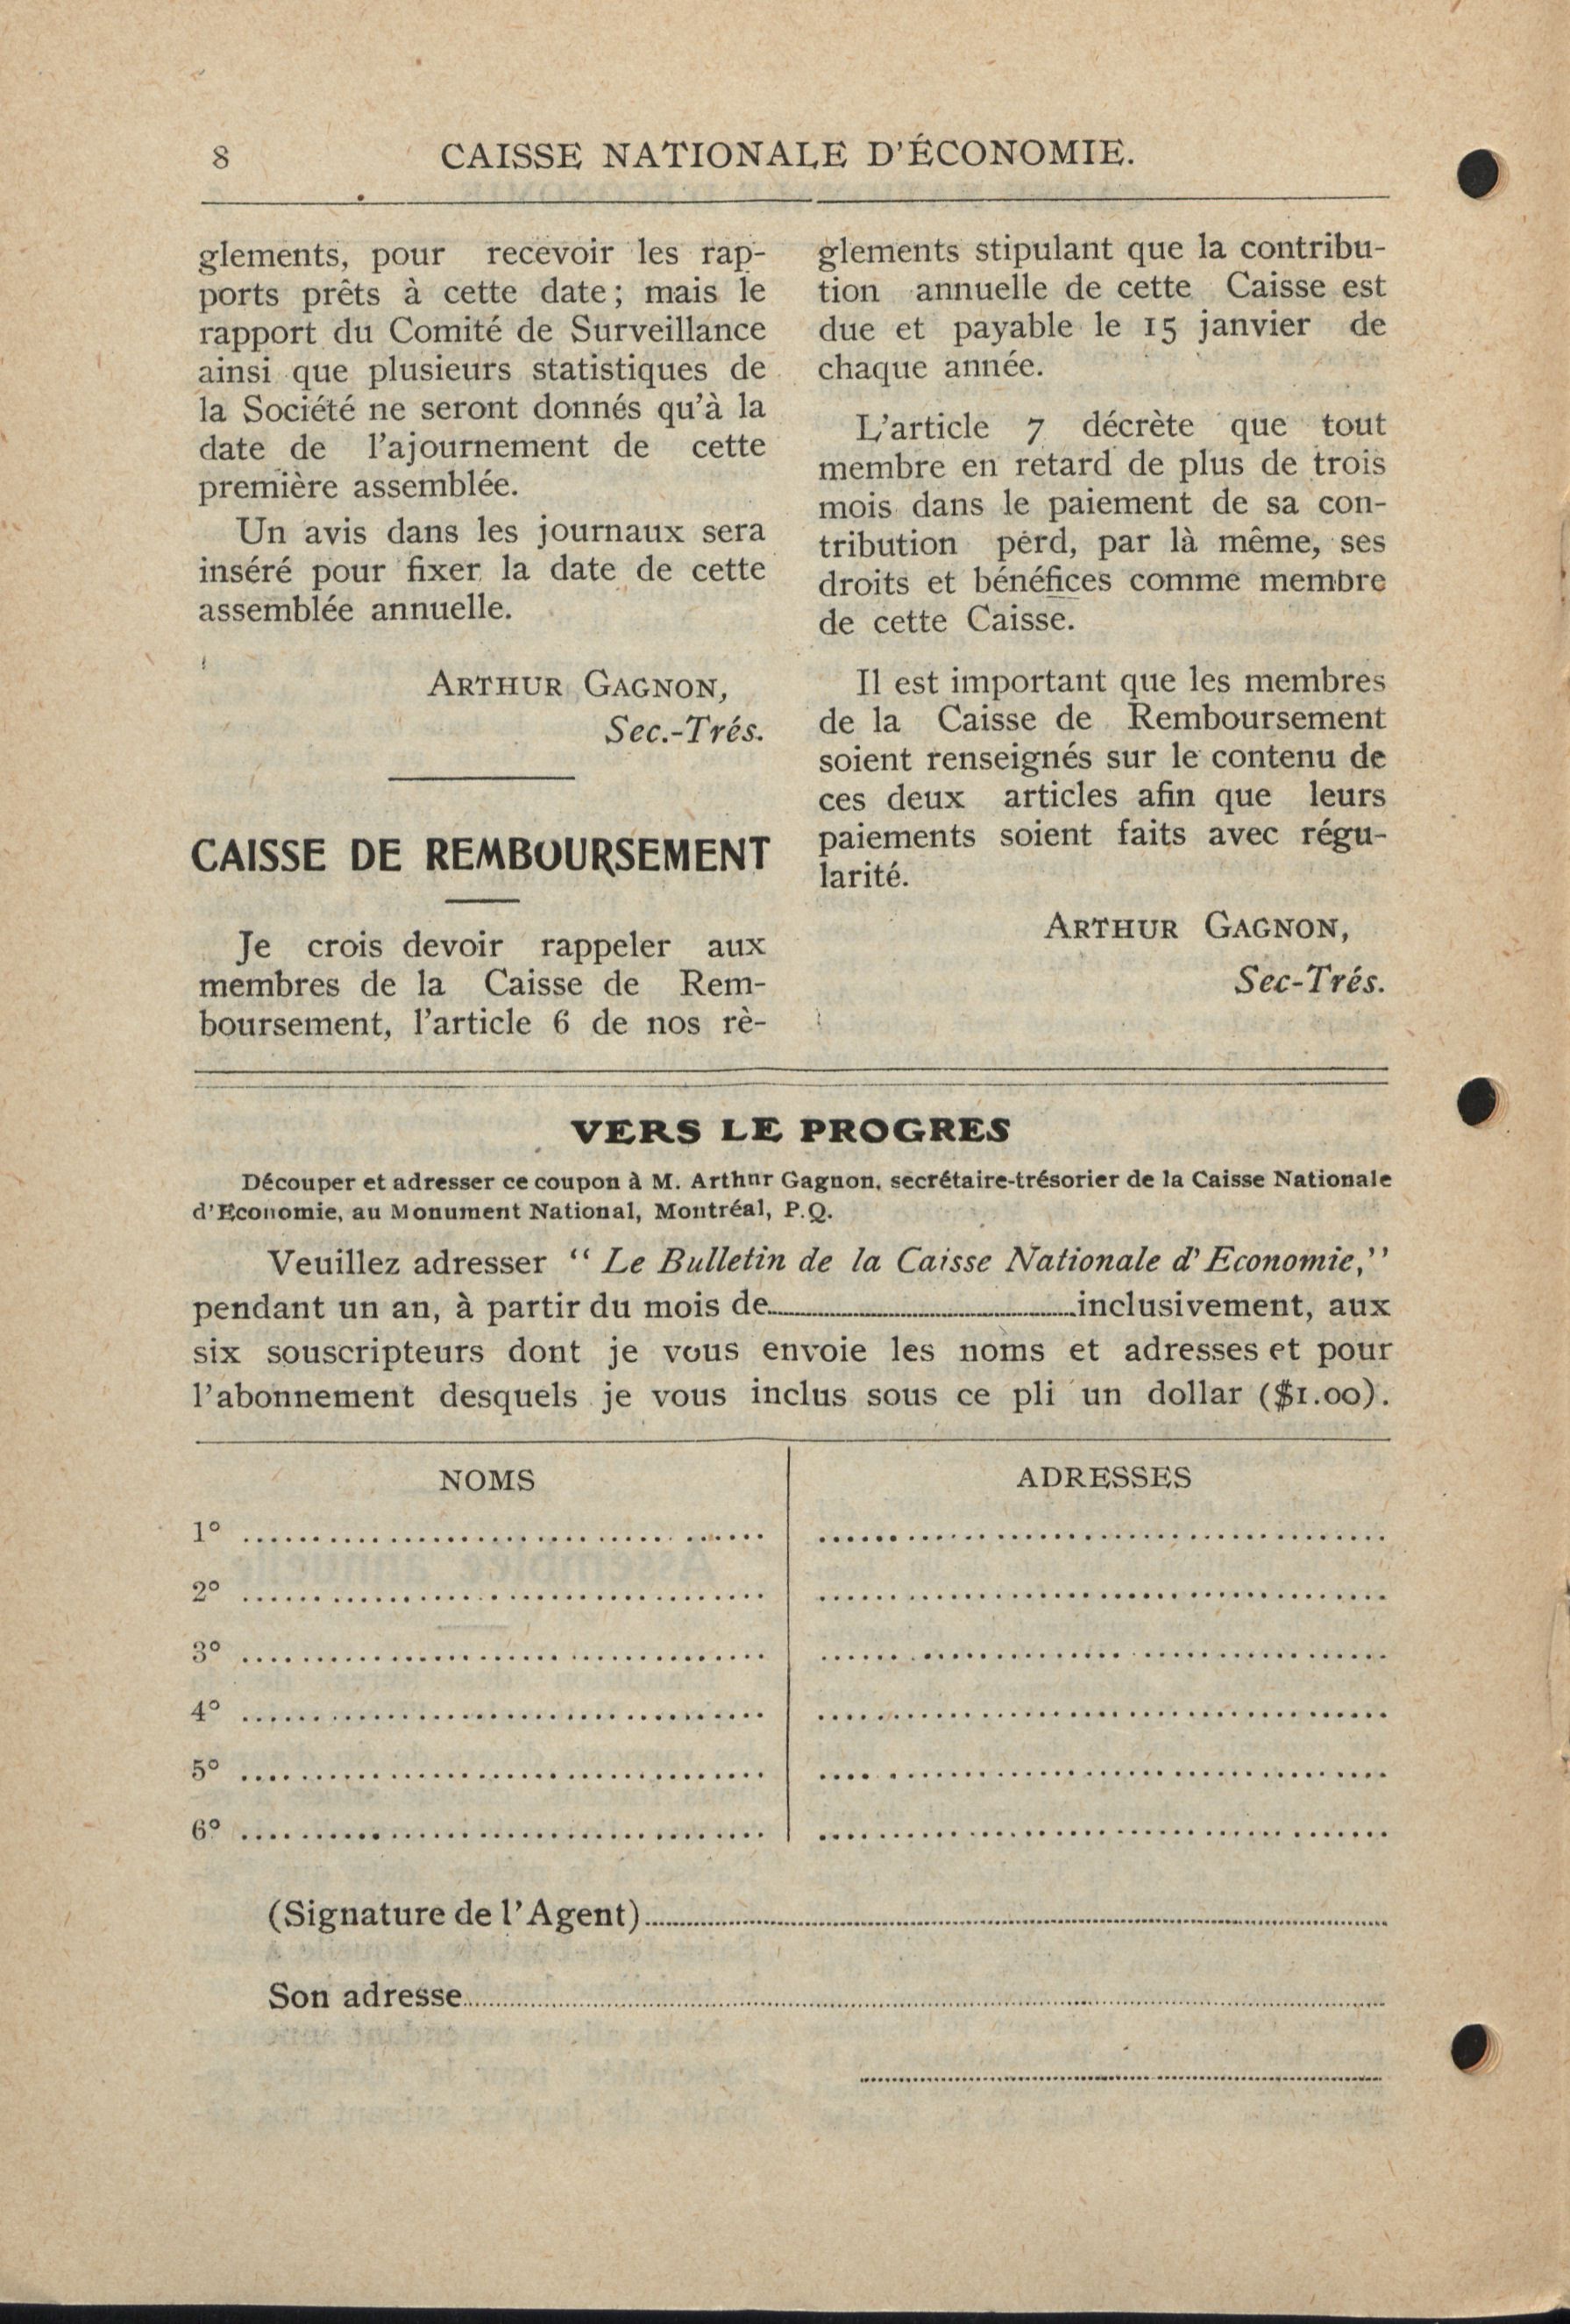 8
CAISSE NATIONALE D'ÉCONOMIE.
glements, pour recevoir les rap-
ports prêts à cette date; mais le
rapport du Comité de Surveillance
ainsi que plusieurs statistiques de
la Société ne seront donnés qu'à la
date de l'ajournement de cette
première assemblée.
Un avis dans les journaux sera
inséré pour fixer la date de cette
assemblée annuelle.
ARTHUR GAGNON,
Sec.-Trés.
CAISSE DE REMBOURSEMENT
Je crois devoir rappeler aux
membres de la Caisse de Rem-
boursement, l'article 6 de nos rè-
glements stipulant que la contribu-
tion annuelle de cette Caisse est
due et payable le 15 janvier de
chaque année.
L'article 7 décrète que tout
membre en retard de plus de trois
mois dans le paiement de sa con-
tribution perd, par là même, ses
droits et bénéfices comme membre
de cette Caisse.
Il est important que les membres
de la Caisse de Remboursement
soient renseignés sur le contenu de
ces deux articles afin que leurs
paiements soient faits avec régu-
larité.
ARTHUR GAGNON,
Sec-Trés.
VERS LE PROGRES
Découper et adresser ce coupon à M. Arthnr Gagnon, secrétaire-trésorier de la Caisse Nationale
d'Economie, au Monument National, Montréal, P.Q.
Veuillez adresser "Le Bulletin de la Caisse Nationale d'Economie,"
pendant un an, à partir du mois de..........inclusivement, aux
six souscripteurs dont je vous envoie les noms et adresses et pour
l'abonnement desquels je vous inclus sous ce pli un dollar ($1.00).
NOMS
ADRESSES
1°
2°
3°
4°
5°
6°
(Signature de l'Agent)
Son adresse